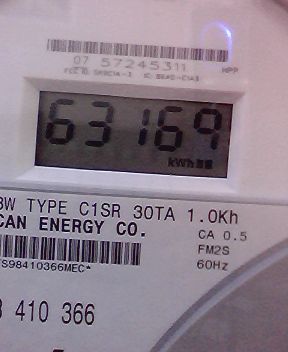 07 57245311
HPP
63169
kWh
3W TYPE C1SR 30TA 1.0Kh
CAN ENERGY CO.
CA 0.5
FM2S
60Hz
S98410366MEC*
410 366